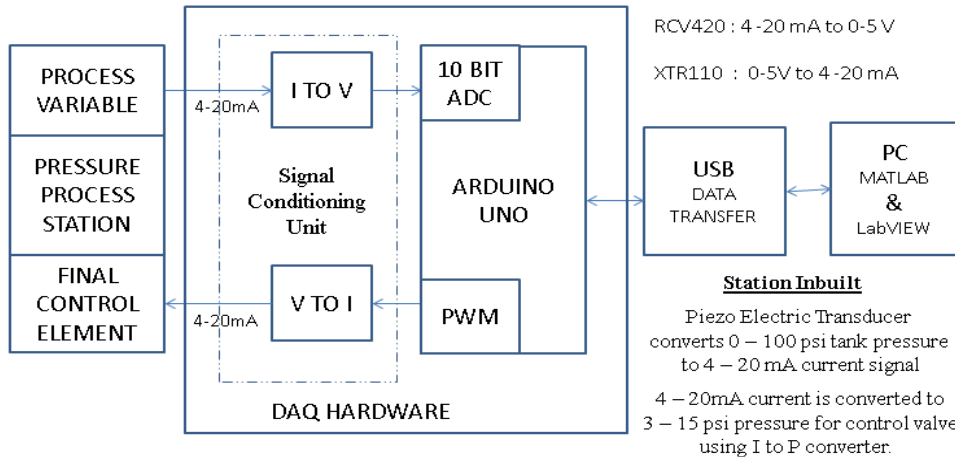 PROCESS
VARIABLE
PRESSURE
PROCESS
STATION
FINAL
CONTROL
ELEMENT
4-20mA
4-20mA
I TO V
Signal
Conditioning
Unit
V TO I
10 BIT
ADC
ARDUINO
UNO
PWM
DAQ HARDWARE
USB
DATA
TRANSFER
PC
MATLAB
&
LabVIEW
RCV420 : 4 -20 mA to 0-5 V
XTR110 : 0-5V to 4 -20 mA
Station Inbuilt
Piezo Electric Transducer
converts 0 – 100 psi tank pressure
to 4 – 20 mA current signal
4 – 20mA current is converted to
3 – 15 psi pressure for control valve
using I to P converter.